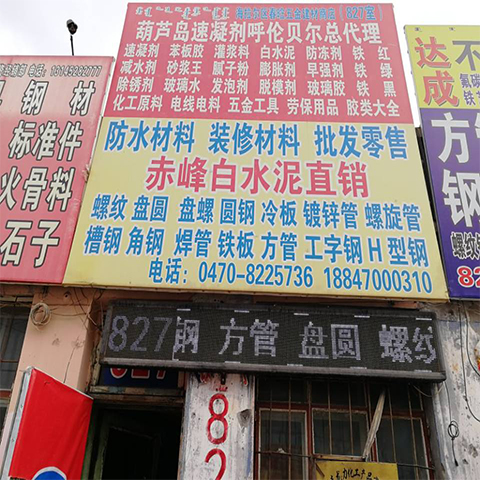 葫芦岛速凝剂呼伦贝尔总代理
速凝剂 苯板胶 灌浆料 白水泥 防冻剂 铁红
减水剂 砂浆王 腻子粉 膨胀剂 早强剂 铁绿
除锈剂 玻璃水 发泡剂 脱模剂 玻璃胶 铁黑
化工原料 电线电料 五金工具 劳保用品 胶类大全
防水材料 装修材料 批发零售
赤峰白水泥直销
螺纹 盘圆 盘螺 圆钢 冷板 镀锌管 螺旋管
槽钢 角钢 焊管 铁板 方管 工字钢 H型钢
电话：0470-8225736 18847000310
827钢 方管 盘圆 螺纹
827
82
钢材
标准件
火骨料
石子
达 不
成
方
钢
螺纹
82